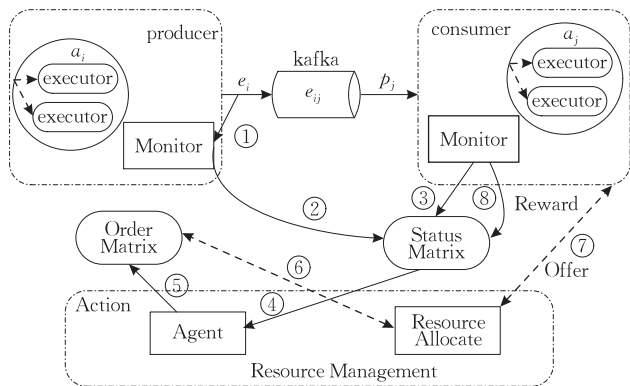 producer
a_i
executor
executor
Monitor
e_i
①
kafka
e_ij
p_j
consumer
a_j
executor
executor
Monitor
②
③
⑧
Reward
Order
Matrix
Status
Matrix
⑦
Offer
⑥
⑤
④
Action
Agent
Resource
Allocate
Resource Management